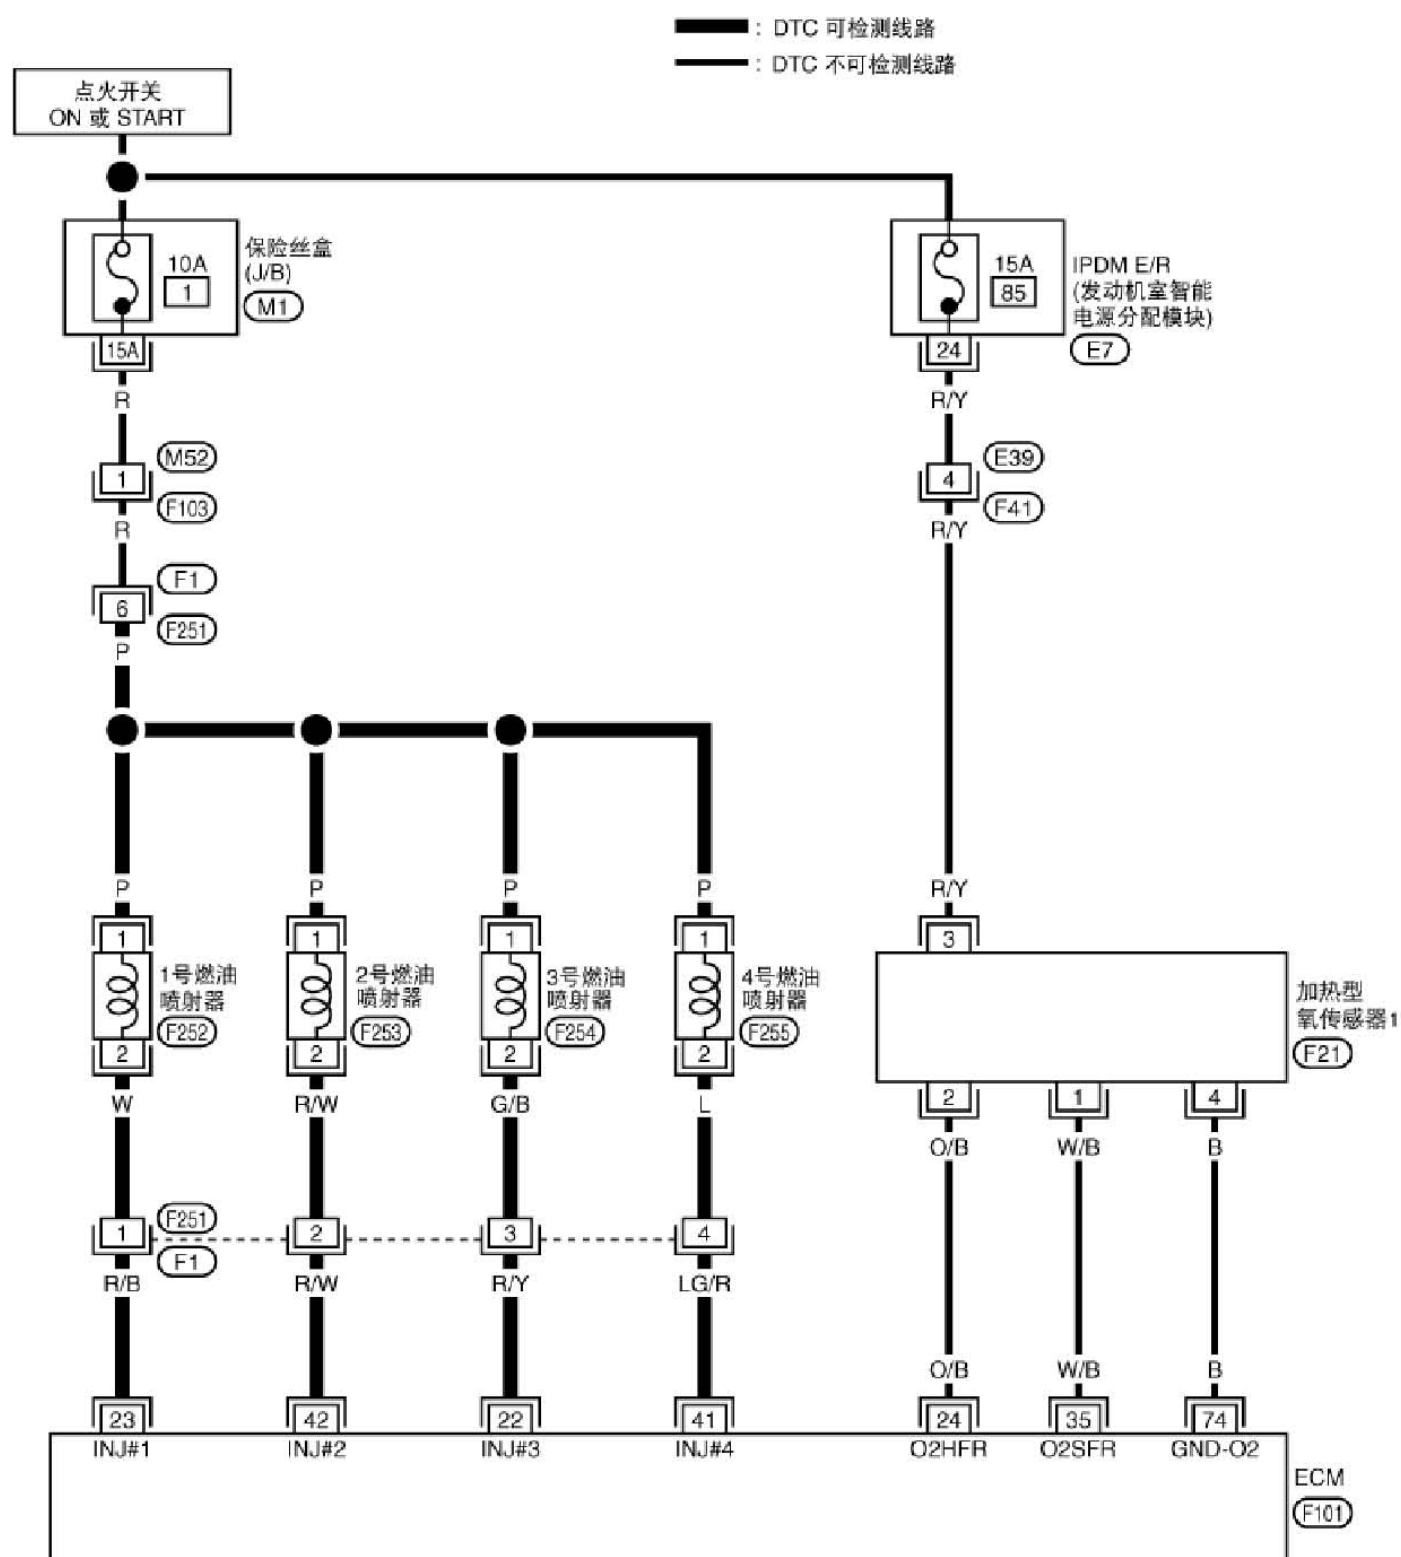 : DTC 可检测线路
: DTC 不可检测线路
点火开关
ON 或 START
10A
1
保险丝盒
(J/B)
M1
15A
85
IPDM E/R
(发动机室智能
电源分配模块)
E7
15A
24
R
R/Y
M52
1
F103
E39
4
F41
R
R/Y
F1
6
F251
P
P
P
P
P
R/Y
1
1
1
1
3
1号燃油
喷射器
F252
2号燃油
喷射器
F253
3号燃油
喷射器
F254
4号燃油
喷射器
F255
加热型
氧传感器1
F21
2
2
2
2
2
1
4
W
R/W
G/B
L
O/B
W/B
B
F251
1
2
3
4
F1
R/B
R/W
R/Y
LG/R
O/B
W/B
B
23
42
22
41
24
35
74
INJ#1
INJ#2
INJ#3
INJ#4
O2HFR
O2SFR
GND-O2
ECM
F101